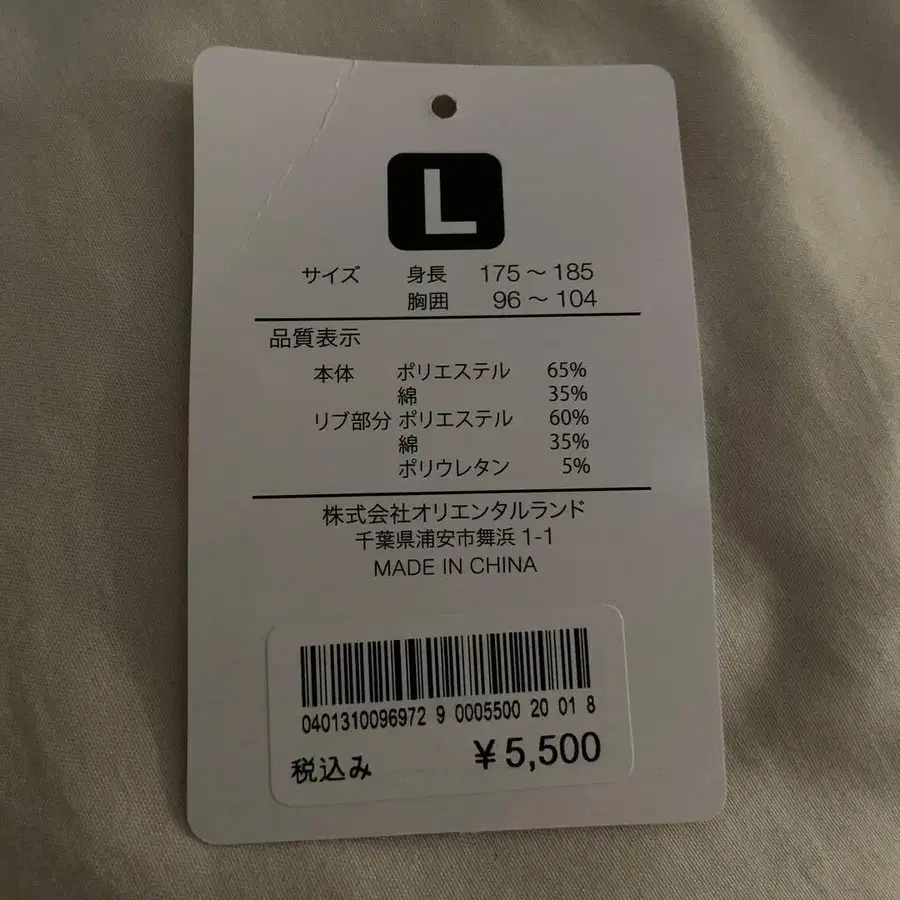 L
サイズ 身長 175～185
胸囲 96～104
品質表示
本体 ポリエステル 65%
綿 35%
リブ部分 ポリエステル 60%
綿 35%
ポリウレタン 5%
株式会社オリエンタルランド
千葉県浦安市舞浜1-1
MADE IN CHINA
0401310096972 9 0005500 20 01 8
税込み ¥5,500